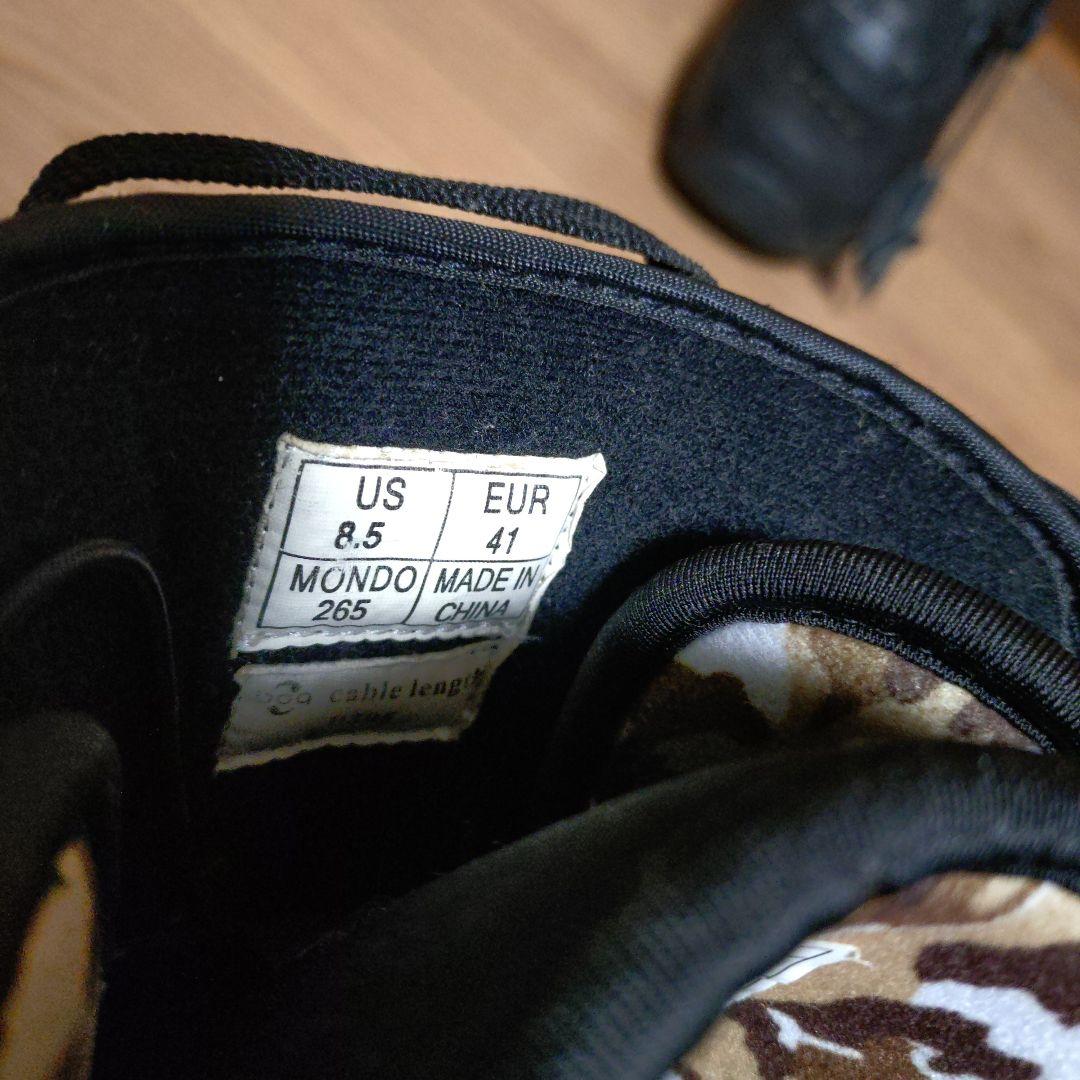 US EUR
8.5 41
MONDO MADE IN
265 CHINA
cable length